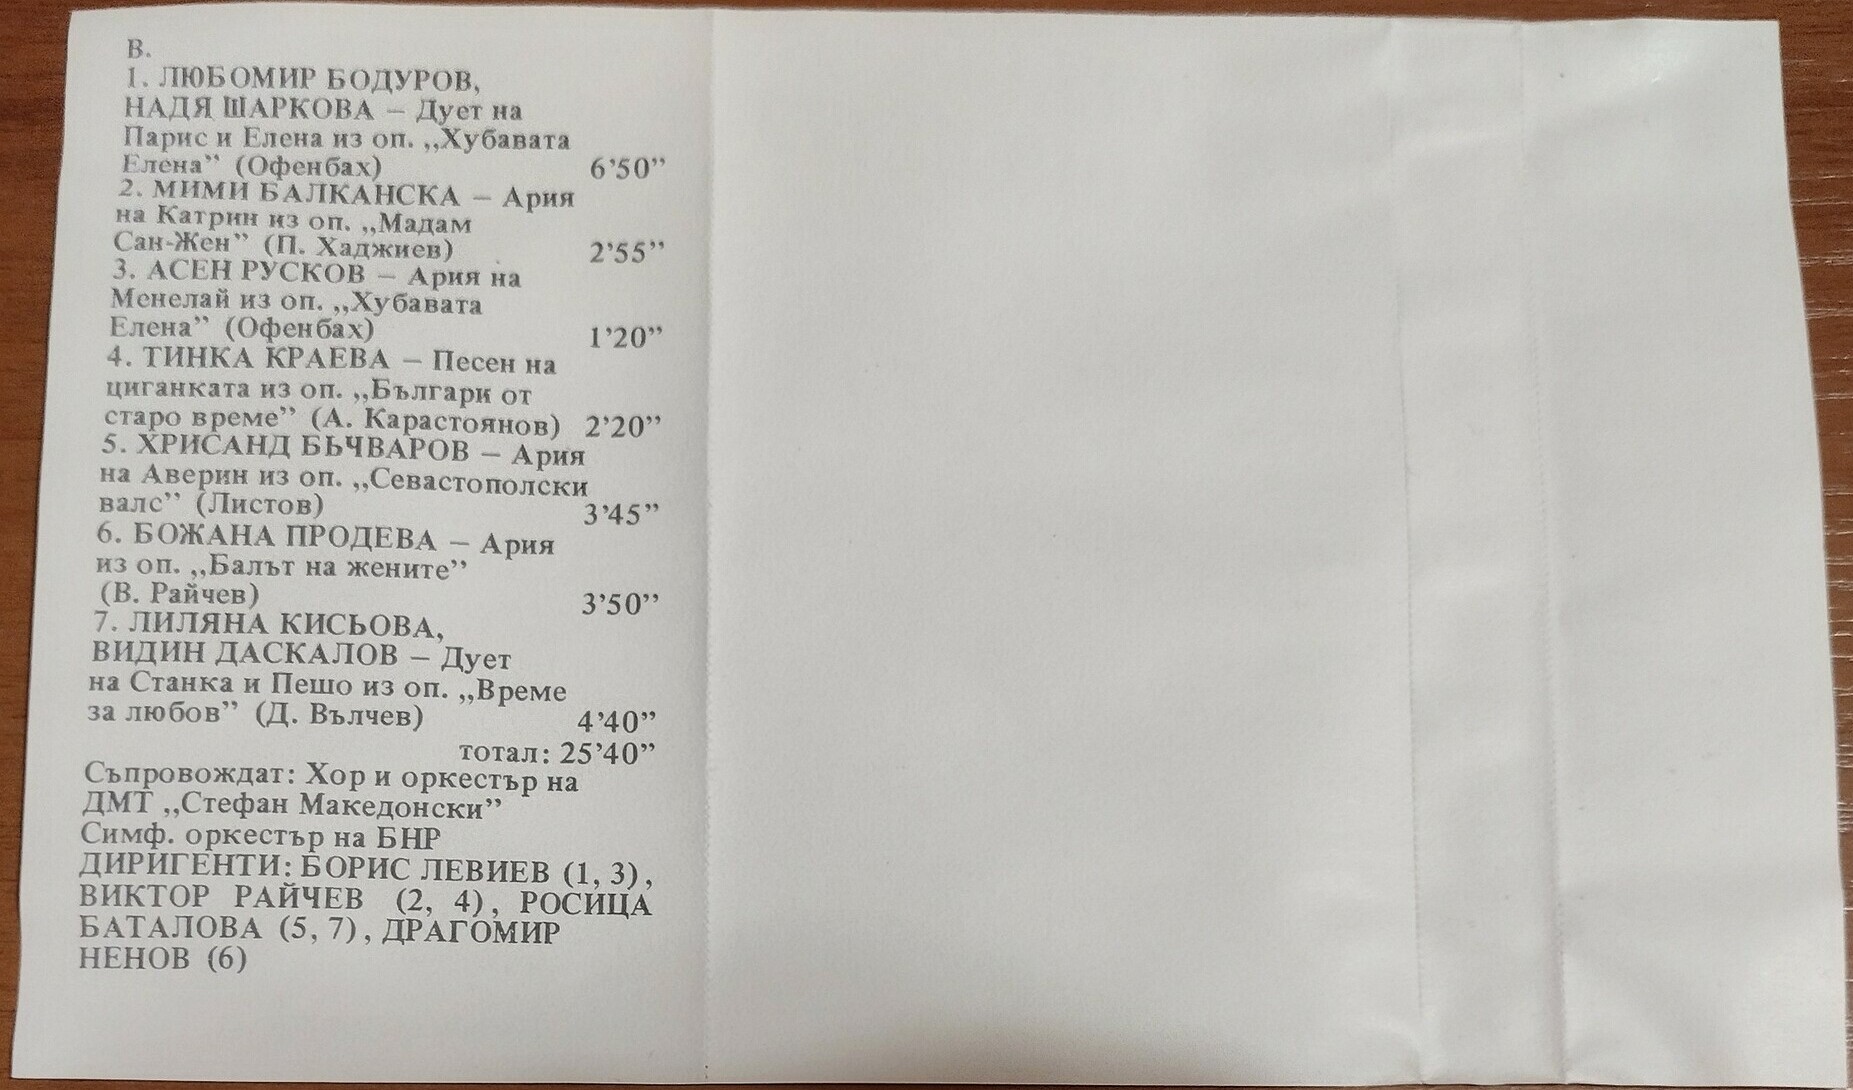 В.
1. ЛЮБОМИР БОДУРОВ,
НАДЯ ШАРКОВА – Дует на
Парис и Елена из оп. ,,Хубавата
Елена” (Офенбах) 6’50”
2. МИМИ БАЛКАНСКА – Ария
на Катрин из оп. ,,Мадам
Сан-Жен” (П. Хаджиев) 2’55”
3. АСЕН РУСКОВ – Ария на
Менелай из оп. ,,Хубавата
Елена” (Офенбах) 1’20”
4. ТИНКА КРАЕВА – Песен на
циганката из оп. ,,Българи от
старо време” (А. Карастоянов) 2’20”
5. ХРИСАНД БЬЧВАРОВ – Ария
на Аверин из оп. ,,Севастополски
валс” (Листов) 3’45”
6. БОЖАНА ПРОДЕВА – Ария
из оп. ,,Балът на жените”
(В. Райчев) 3’50”
7. ЛИЛЯНА КИСЬОВА,
ВИДИН ДАСКАЛОВ – Дует
на Станка и Пешо из оп. ,,Време
за любов” (Д. Вълчев) 4’40”
тотал: 25’40”
Съпровождат: Хор и оркестър на
ДМТ ,,Стефан Македонски”
Симф. оркестър на БНР
ДИРИГЕНТИ: БОРИС ЛЕВИЕВ (1, 3),
ВИКТОР РАЙЧЕВ (2, 4), РОСИЦА
БАТАЛОВА (5, 7), ДРАГОМИР
НЕНОВ (6)